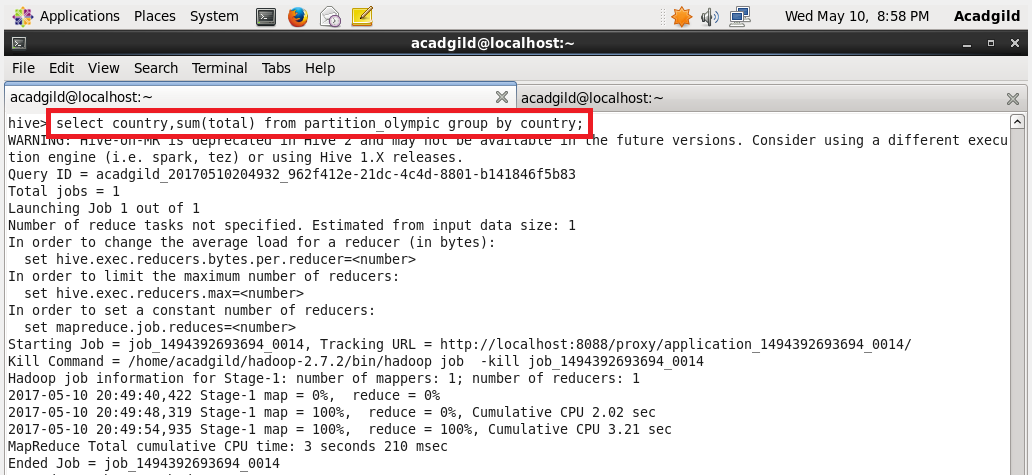 Applications Places System Wed May 10, 8:58 PM Acadgild
acadgild@localhost:~
File Edit View Search Terminal Tabs Help
acadgild@localhost:~ acadgild@localhost:~
hive> select country,sum(total) from partition_olympic group by country;
WARNING: Hive-on-MR is deprecated in Hive 2 and may not be available in the future versions. Consider using a different execu
tion engine (i.e. spark, tez) or using Hive 1.X releases.
Query ID = acadgild_20170510204932_962f412e-21dc-4c4d-8801-b141846f5b83
Total jobs = 1
Launching Job 1 out of 1
Number of reduce tasks not specified. Estimated from input data size: 1
In order to change the average load for a reducer (in bytes):
  set hive.exec.reducers.bytes.per.reducer=<number>
In order to limit the maximum number of reducers:
  set hive.exec.reducers.max=<number>
In order to set a constant number of reducers:
  set mapreduce.job.reduces=<number>
Starting Job = job_1494392693694_0014, Tracking URL = http://localhost:8088/proxy/application_1494392693694_0014/
Kill Command = /home/acadgild/hadoop-2.7.2/bin/hadoop job  -kill job_1494392693694_0014
Hadoop job information for Stage-1: number of mappers: 1; number of reducers: 1
2017-05-10 20:49:40,422 Stage-1 map = 0%,  reduce = 0%
2017-05-10 20:49:48,319 Stage-1 map = 100%,  reduce = 0%, Cumulative CPU 2.02 sec
2017-05-10 20:49:54,935 Stage-1 map = 100%,  reduce = 100%, Cumulative CPU 3.21 sec
MapReduce Total cumulative CPU time: 3 seconds 210 msec
Ended Job = job_1494392693694_0014